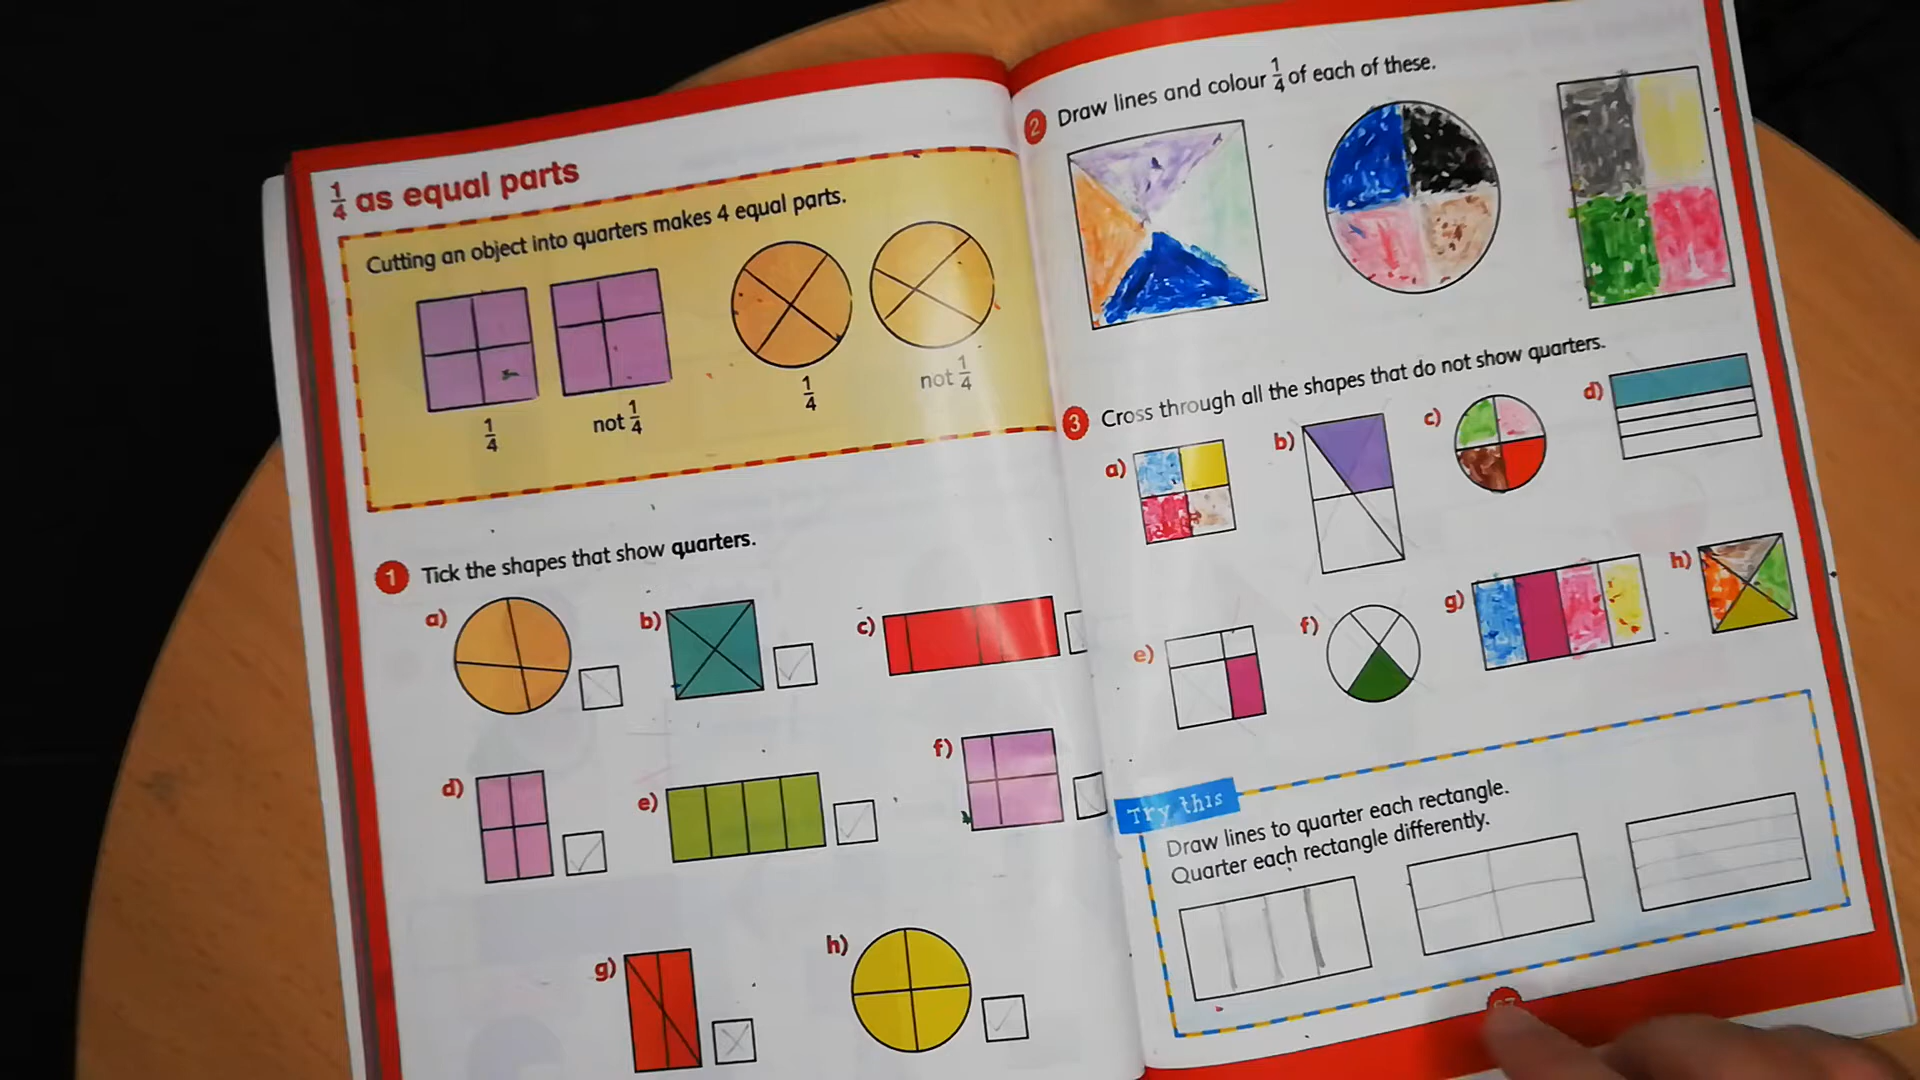 1/4 as equal parts
Cutting an object into quarters makes 4 equal parts.
1/4
not 1/4
1/4
not 1/4
1 Tick the shapes that show quarters.
a)
b)
c)
d)
e)
f)
g)
h)
2 Draw lines and colour 1/4 of each of these.
3 Cross through all the shapes that do not show quarters.
a)
b)
c)
d)
e)
f)
g)
h)
Try this
Draw lines to quarter each rectangle.
Quarter each rectangle differently.